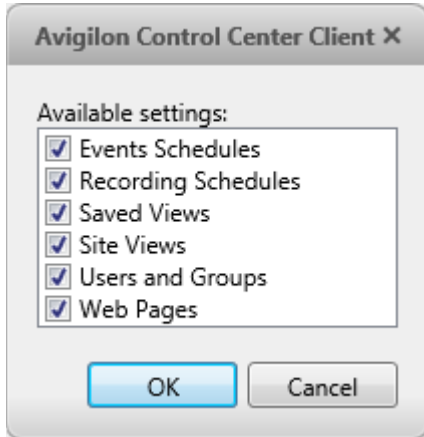 Avigilon Control Center Client
Available settings:
Events Schedules
Recording Schedules
Saved Views
Site Views
Users and Groups
Web Pages
OK Cancel